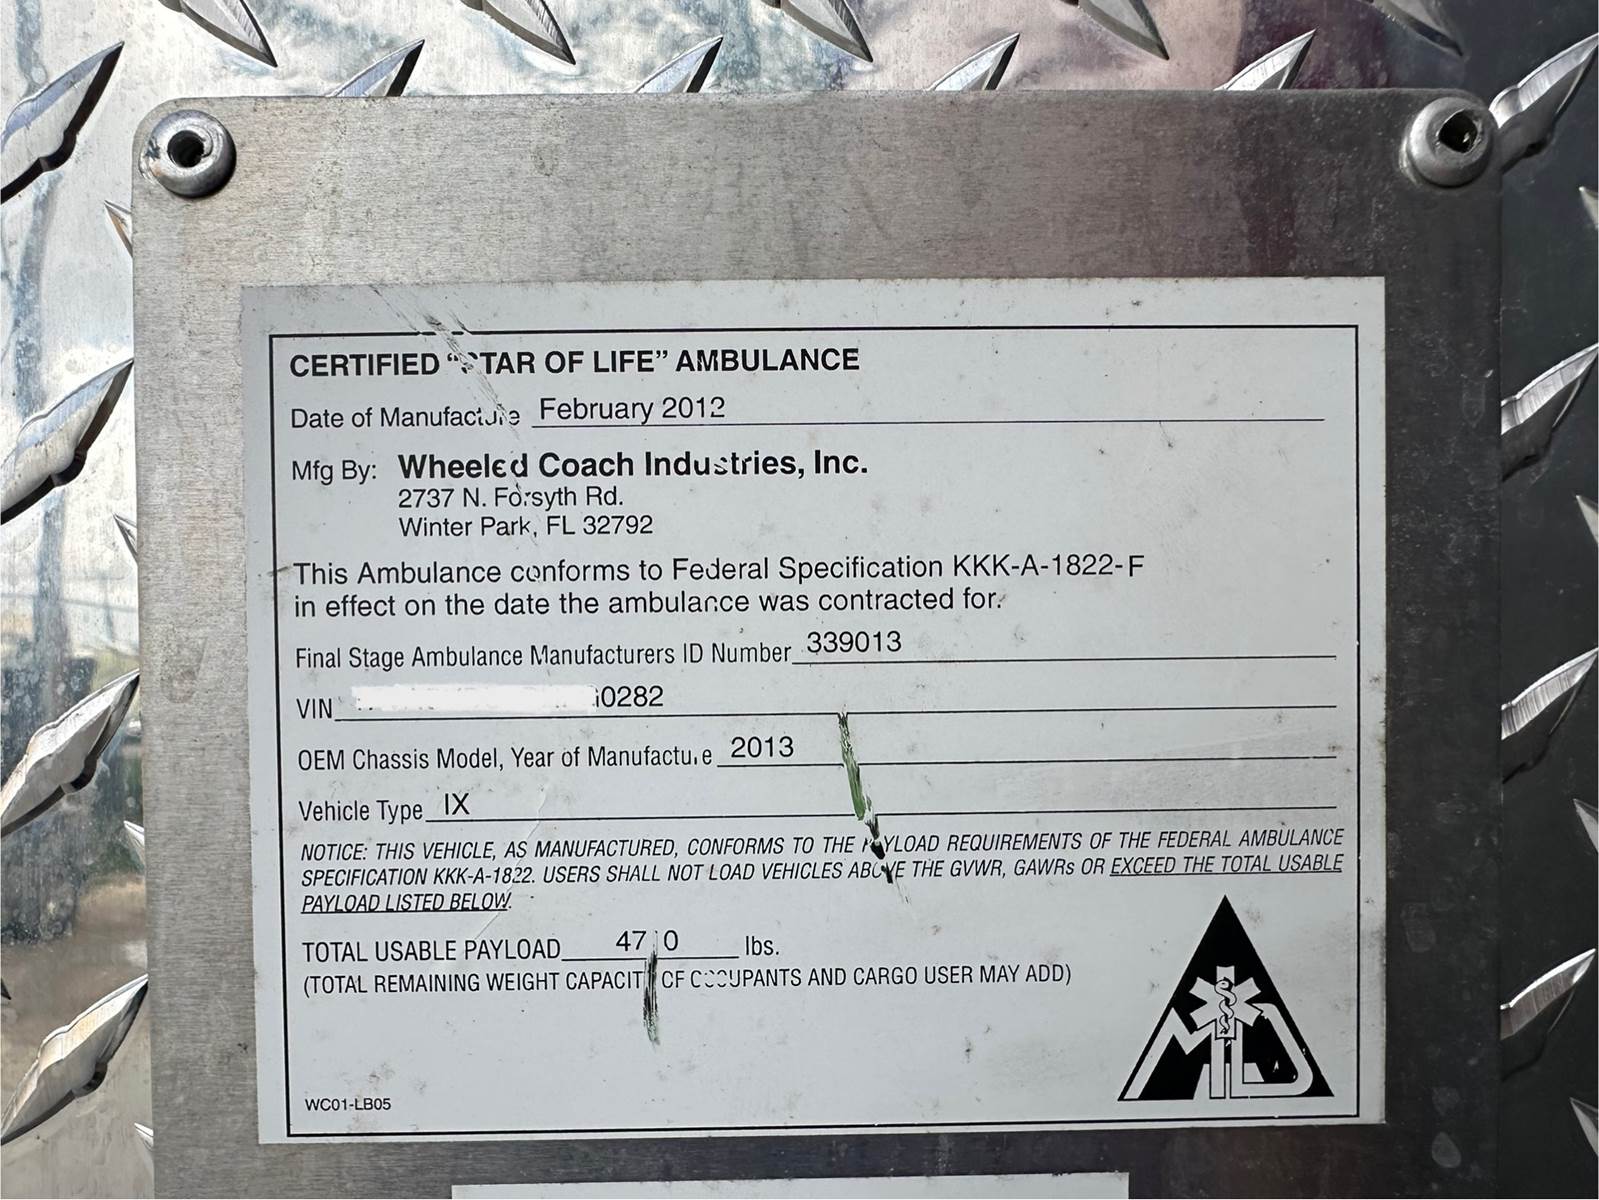 CERTIFIED "STAR OF LIFE" AMBULANCE
Date of Manufacture February 2012
Mfg By: Wheeled Coach Industries, Inc.
2737 N. Forsyth Rd.
Winter Park, FL 32792
This Ambulance conforms to Federal Specification KKK-A-1822-F
in effect on the date the ambulance was contracted for.
Final Stage Ambulance Manufacturers ID Number 339013
VIN 0282
OEM Chassis Model, Year of Manufacture 2013
Vehicle Type IX
NOTICE: THIS VEHICLE, AS MANUFACTURED, CONFORMS TO THE PAYLOAD REQUIREMENTS OF THE FEDERAL AMBULANCE
SPECIFICATION KKK-A-1822. USERS SHALL NOT LOAD VEHICLES ABOVE THE GVWR, GAWRs OR EXCEED THE TOTAL USABLE
PAYLOAD LISTED BELOW.
TOTAL USABLE PAYLOAD lbs.
(TOTAL REMAINING WEIGHT CAPACITY OF OCCUPANTS AND CARGO USER MAY ADD)
AMD
WC01-LB05